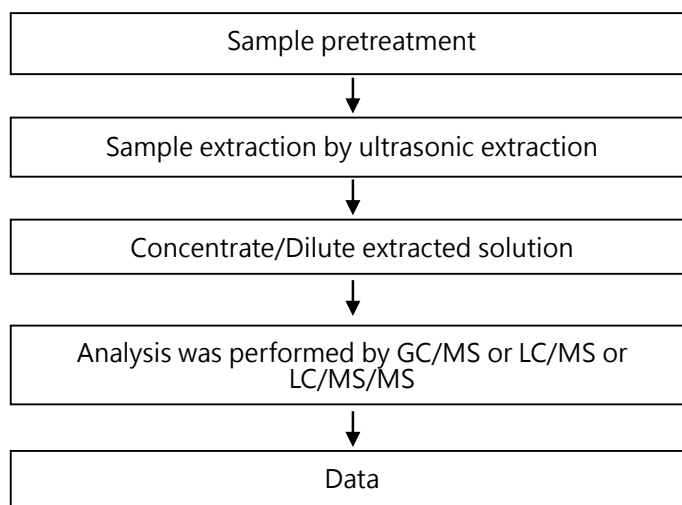 Sample pretreatment
Sample extraction by ultrasonic extraction
Concentrate/Dilute extracted solution
Analysis was performed by GC/MS or LC/MS or
LC/MS/MS
Data